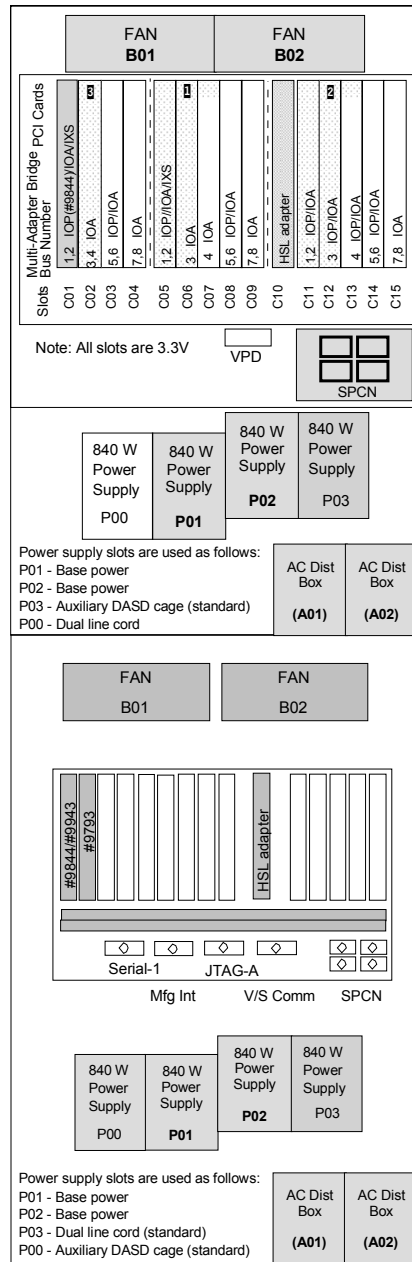 FAN
B01
FAN
B02
Multi-Adapter Bridge PCI Cards
Slots Bus Number
C01 1,2 IOP(#9844)/IOA/IXS
C02 3,4 IOA 3
C03 5,6 IOP/IOA
C04 7,8 IOA
C05 1,2 IOP/IOA/IXS
C06 3 IOA 1
C07 4 IOA
C08 5,6 IOP/IOA
C09 7,8 IOA
C10 HSL adapter
C11 1,2 IOP/IOA
C12 3 IOP/IOA 2
C13 4 IOP/IOA
C14 5,6 IOP/IOA
C15 7,8 IOA
Note: All slots are 3.3V
VPD
SPCN
840 W
Power
Supply
P00
840 W
Power
Supply
P01
840 W
Power
Supply
P02
840 W
Power
Supply
P03
Power supply slots are used as follows:
P01 - Base power
P02 - Base power
P03 - Auxiliary DASD cage (standard)
P00 - Dual line cord
AC Dist
Box
(A01)
AC Dist
Box
(A02)
FAN
B01
FAN
B02
#9844/#9943
#9793
HSL adapter
Serial-1
JTAG-A
Mfg Int
V/S Comm
SPCN
840 W
Power
Supply
P00
840 W
Power
Supply
P01
840 W
Power
Supply
P02
840 W
Power
Supply
P03
Power supply slots are used as follows:
P01 - Base power
P02 - Base power
P03 - Dual line cord (standard)
P00 - Auxiliary DASD cage (standard)
AC Dist
Box
(A01)
AC Dist
Box
(A02)